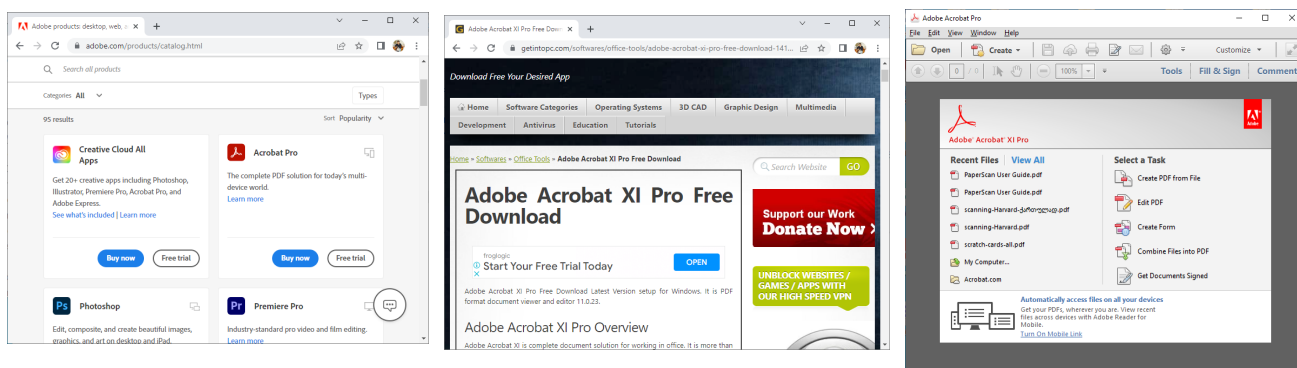 Adobe products: desktop, web, a
adobe.com/products/catalog.html
Search all products
Categories All
Types
95 results
Sort Popularity
Creative Cloud All
Apps
Get 20+ creative apps including Photoshop,
Illustrator, Premiere Pro, Acrobat Pro, and
Adobe Express.
See what's included | Learn more
Buy now
Free trial
Acrobat Pro
The complete PDF solution for today's multi-
device world.
Learn more
Buy now
Free trial
Ps
Photoshop
Edit, composite, and create beautiful images,
graphics, and art on desktop and iPad.
Pr
Premiere Pro
Industry-standard pro video and film editing.
Learn more
Adobe Acrobat XI Pro Free Down
getintopc.com/softwares/office-tools/adobe-acrobat-xi-pro-free-download-141...
Download Free Your Desired App
Home Software Categories Operating Systems 3D CAD Graphic Design Multimedia
Development Antivirus Education Tutorials
Home » Softwares » Office Tools » Adobe Acrobat XI Pro Free Download
Search Website
GO
Adobe Acrobat XI Pro Free
Download
froglogic
Start Your Free Trial Today
OPEN
Adobe Acrobat XI Pro Free Download Latest Version setup for Windows. It is PDF
format document viewer and editor 11.0.23.
Adobe Acrobat XI Pro Overview
Adobe Acrobat XI is complete document solution for working in office. It is more than
Support our Work
Donate Now
UNBLOCK WEBSITES /
GAMES / APPS WITH
OUR HIGH SPEED VPN
Adobe Acrobat Pro
File Edit View Window Help
Open
Create
Customize
0 / 0
100%
Tools
Fill & Sign
Comment
Adobe® Acrobat® XI Pro
Adobe
Recent Files View All
PaperScan User Guide.pdf
PaperScan User Guide.pdf
scanning-Harvard-ქართულად.pdf
scanning-Harvard.pdf
scratch-cards-all.pdf
My Computer...
Acrobat.com
Select a Task
Create PDF from File
Edit PDF
Create Form
Combine Files into PDF
Get Documents Signed
Automatically access files on all your devices
Get your PDFs, wherever you are. View recent
files across devices with Adobe Reader for
Mobile.
Turn On Mobile Link